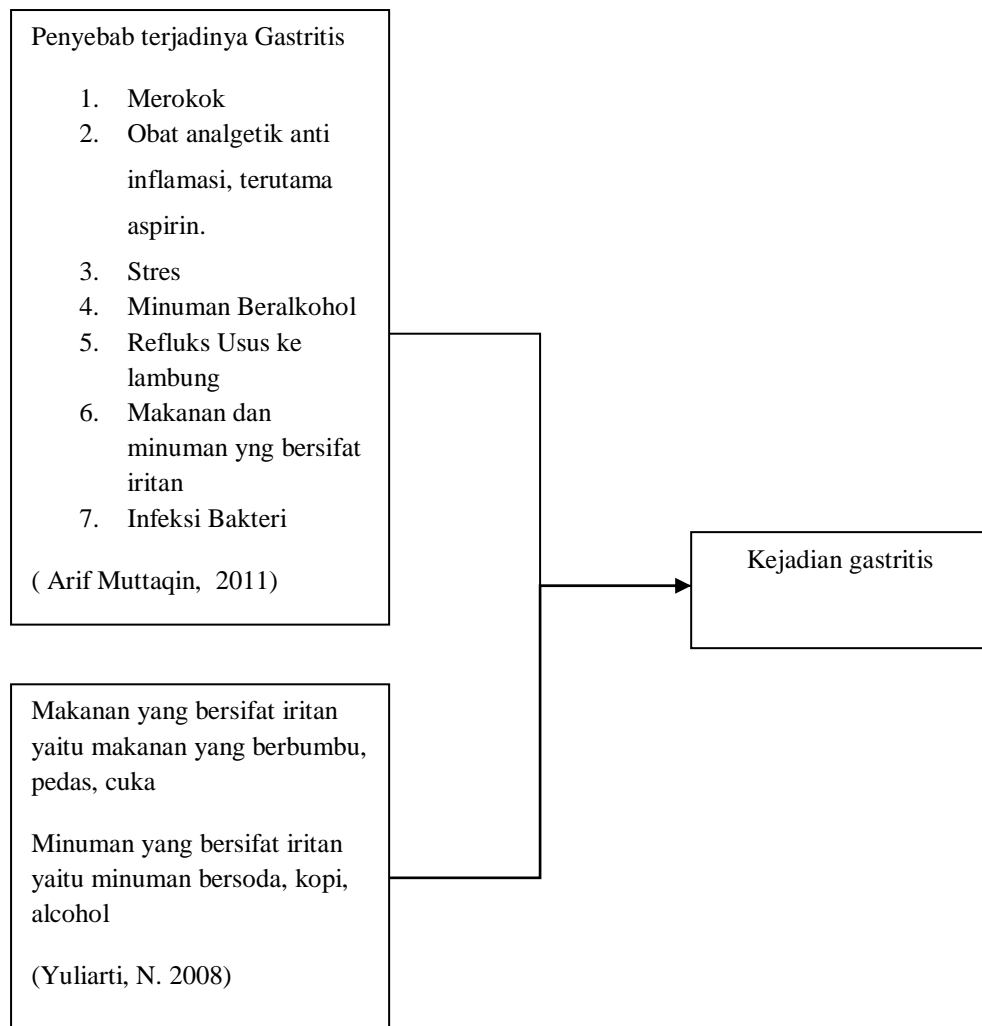 Penyebab terjadinya Gastritis
1. Merokok
2. Obat analgetik anti
inflamasi, terutama
aspirin.
3. Stres
4. Minuman Beralkohol
5. Refluks Usus ke
lambung
6. Makanan dan
minuman yng bersifat
iritan
7. Infeksi Bakteri
( Arif Muttaqin, 2011)
Kejadian gastritis
Makanan yang bersifat iritan
yaitu makanan yang berbumbu,
pedas, cuka
Minuman yang bersifat iritan
yaitu minuman bersoda, kopi,
alcohol
(Yuliarti, N. 2008)